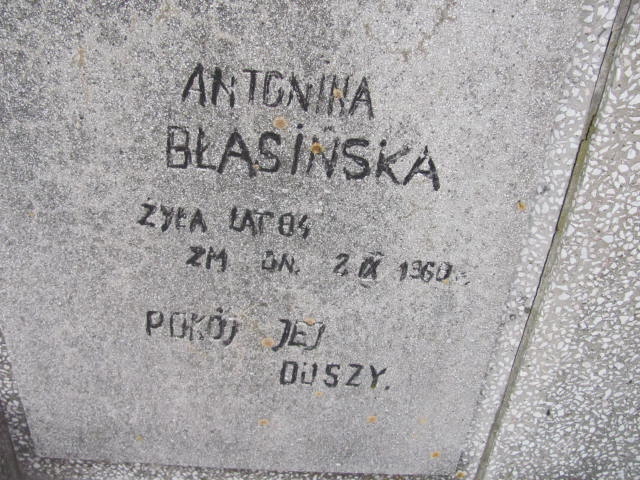 ANTONINA
BŁASIŃSKA
ŻYŁA LAT 84
ZM DN. 2 IX 1960
POKÓJ JEJ
DUSZY.